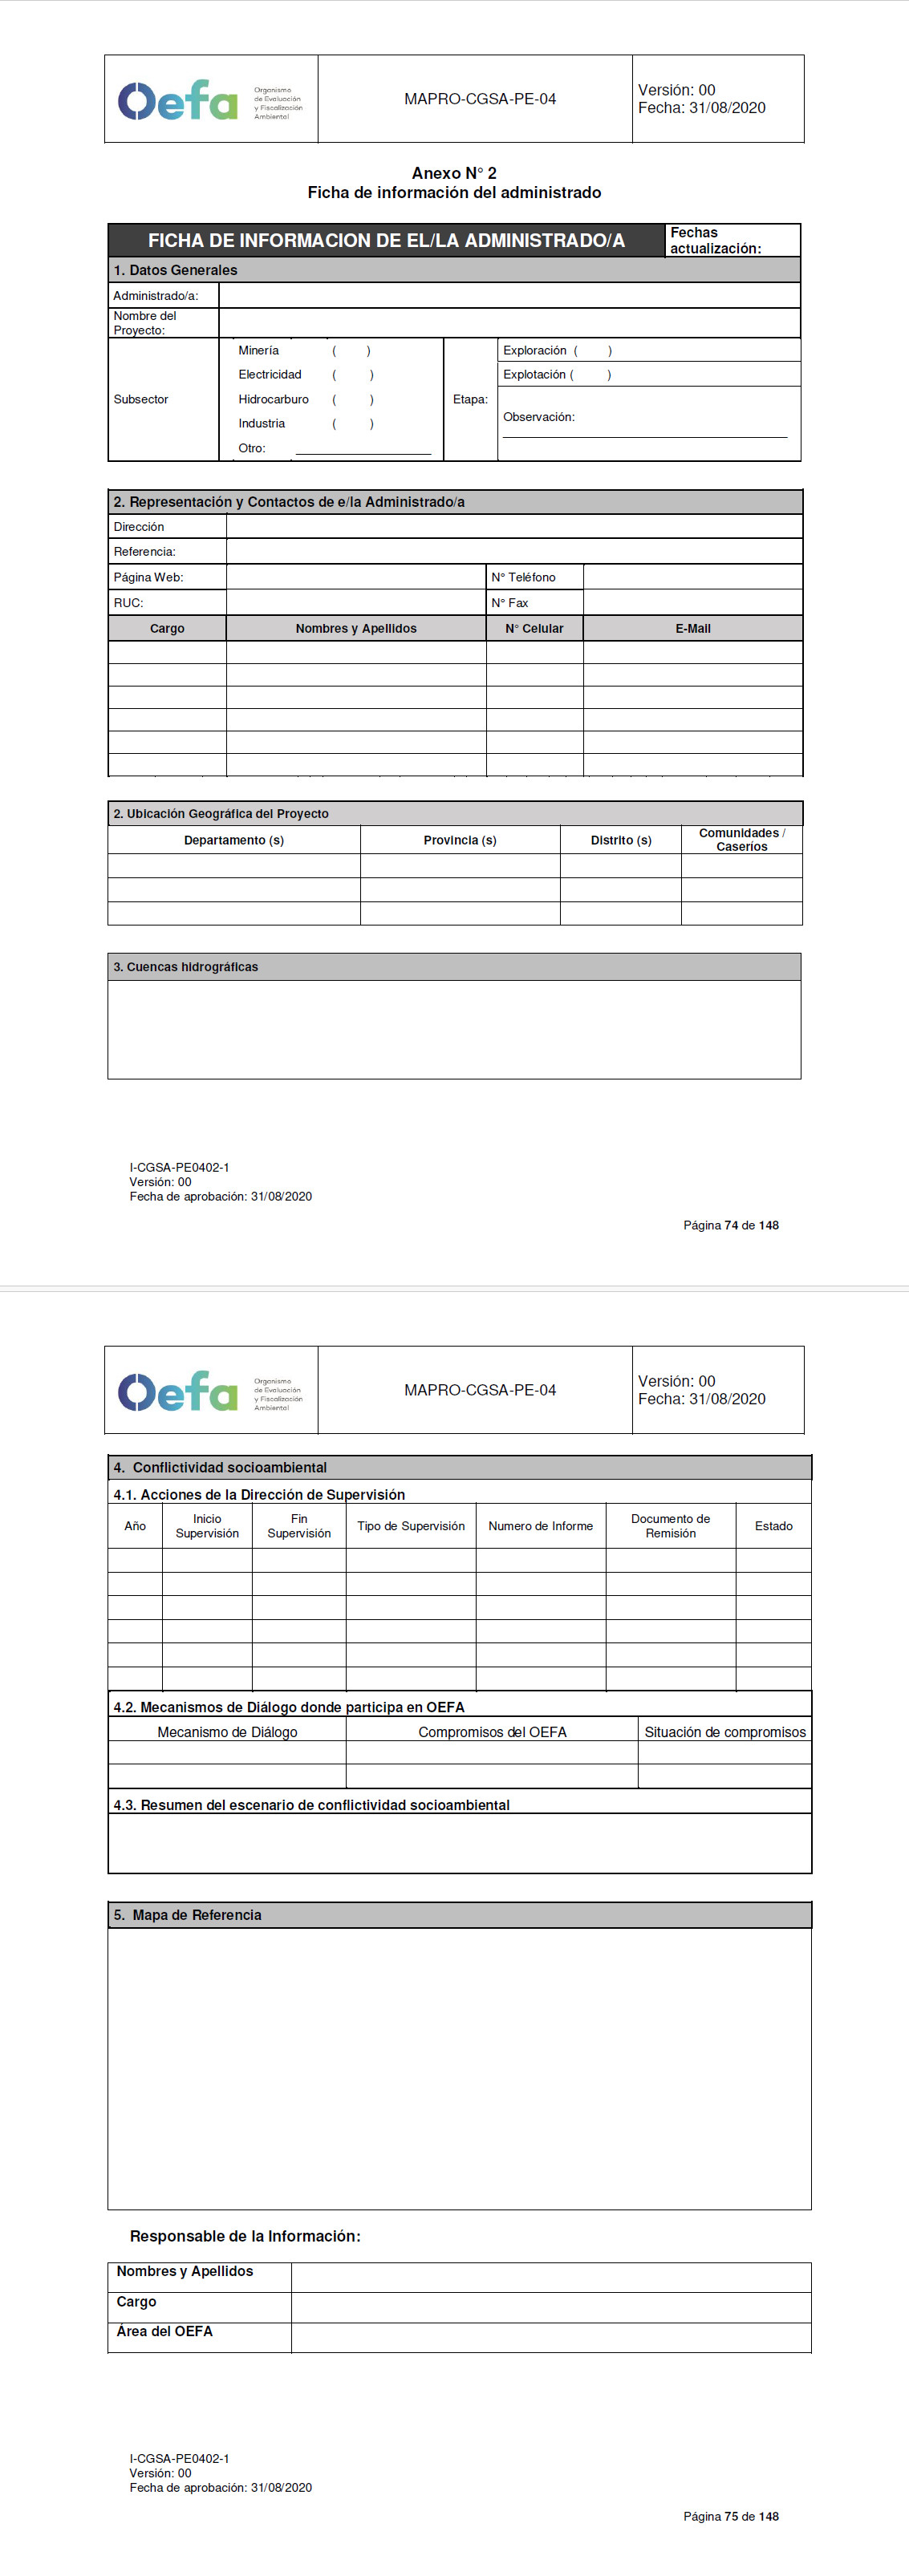 Oefa
Organismo
de Evaluación
y Fiscalización
Ambiental
MAPRO-CGSA-PE-04
Versión: 00
Fecha: 31/08/2020
Anexo N° 2
Ficha de información del administrado
FICHA DE INFORMACION DE EL/LA ADMINISTRADO/A
Fechas
actualización:
1. Datos Generales
Administrado/a:
Nombre del
Proyecto:
Subsector
Minería ( )
Electricidad ( )
Hidrocarburo ( )
Industria ( )
Otro: ____________
Etapa:
Exploración ( )
Explotación ( )
Observación:
____________
2. Representación y Contactos de e/la Administrado/a
Dirección
Referencia:
Página Web: N° Teléfono
RUC: N° Fax
Cargo Nombres y Apellidos N° Celular E-Mail
2. Ubicación Geográfica del Proyecto
Departamento (s) Provincia (s) Distrito (s) Comunidades /
Caseríos
3. Cuencas hidrográficas
I-CGSA-PE0402-1
Versión: 00
Fecha de aprobación: 31/08/2020
Página 74 de 148
Oefa
Organismo
de Evaluación
y Fiscalización
Ambiental
MAPRO-CGSA-PE-04
Versión: 00
Fecha: 31/08/2020
4. Conflictividad socioambiental
4.1. Acciones de la Dirección de Supervisión
Año
Inicio
Supervisión
Fin
Supervisión
Tipo de Supervisión
Numero de Informe
Documento de
Remisión
Estado
4.2. Mecanismos de Diálogo donde participa en OEFA
Mecanismo de Diálogo Compromisos del OEFA Situación de compromisos
4.3. Resumen del escenario de conflictividad socioambiental
5. Mapa de Referencia
Responsable de la Información:
Nombres y Apellidos
Cargo
Área del OEFA
I-CGSA-PE0402-1
Versión: 00
Fecha de aprobación: 31/08/2020
Página 75 de 148